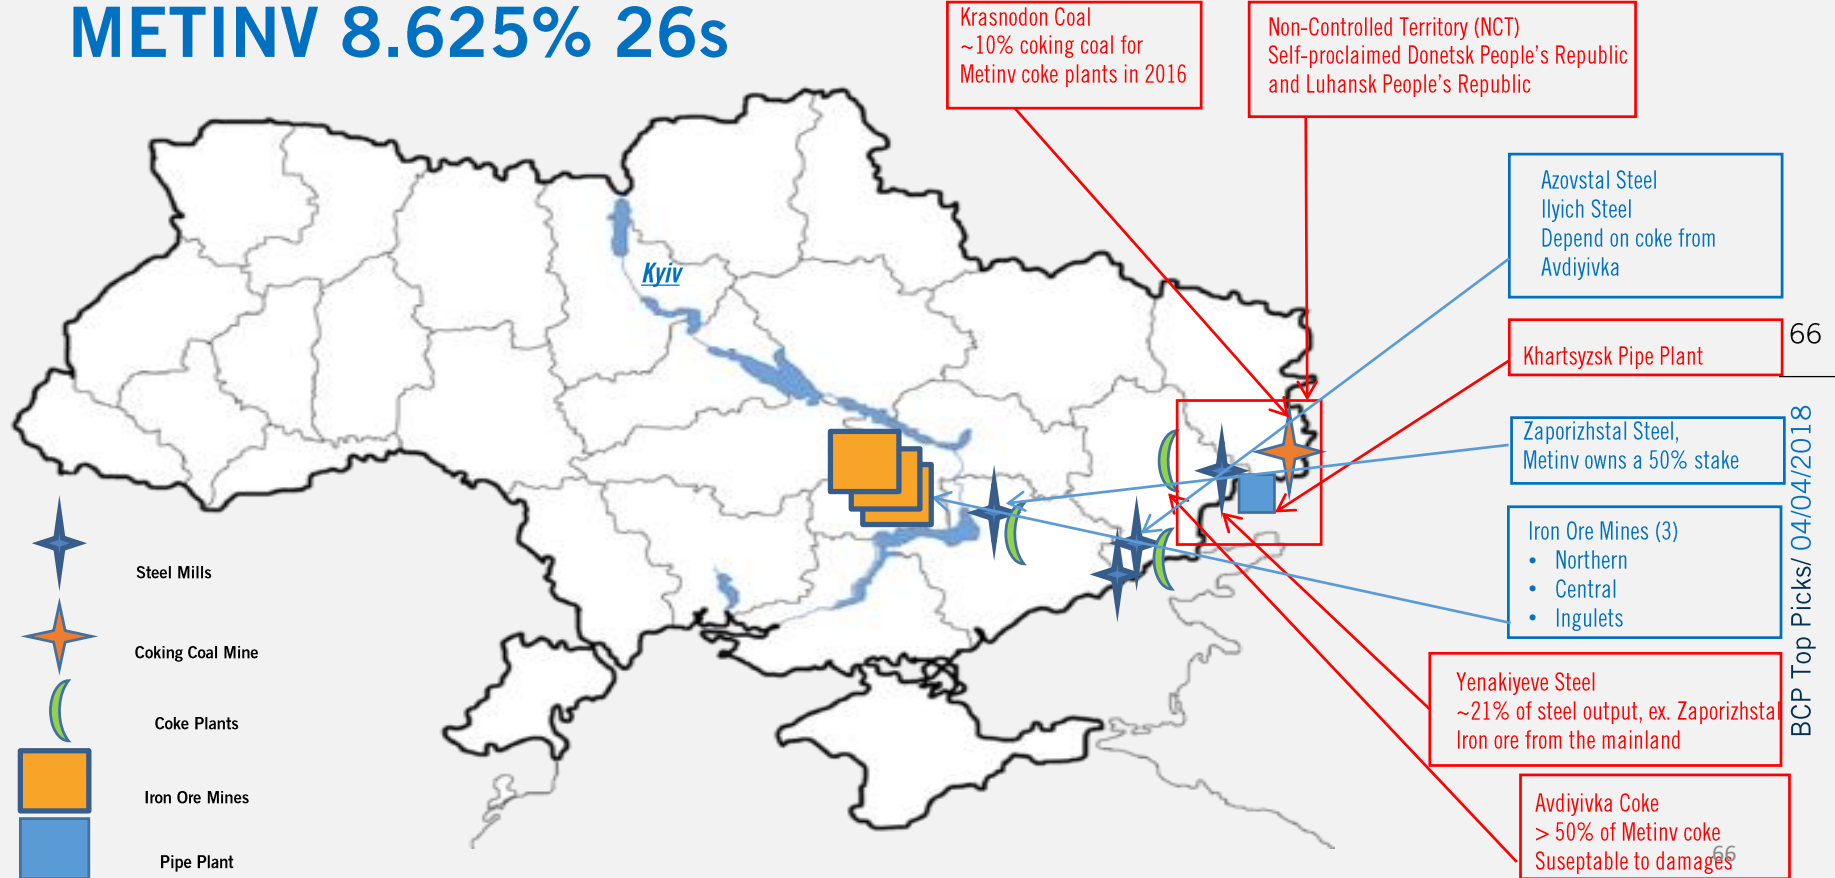 METINV 8.625% 26s
Krasnodon Coal
~10% coking coal for
Metinv coke plants in 2016
Non-Controlled Territory (NCT)
Self-proclaimed Donetsk People's Republic
and Luhansk People's Republic
Azovstal Steel
Ilyich Steel
Depend on coke from
Avdiyivka
Kyiv
66
Khartsyzsk Pipe Plant
Zaporizhstal Steel,
Metinv owns a 50% stake
Iron Ore Mines (3)
• Northern
• Central
• Ingulets
Yenakiyeve Steel
~21% of steel output, ex. Zaporizhstal
Iron ore from the mainland
Avdiyivka Coke
> 50% of Metinv coke
Suseptable to damages
66
BCP Top Picks/ 04/04/2018
Steel Mills
Coking Coal Mine
Coke Plants
Iron Ore Mines
Pipe Plant